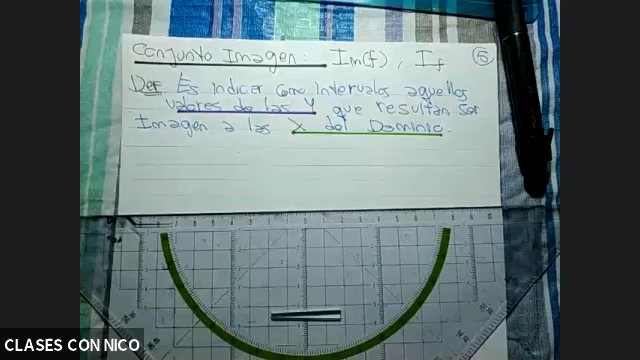 Conjunto Imagen: Im(f), If ⑤
Def: Es indicar como intervalos aquellos
valores de las Y que resultan ser
Imagen a las X del Dominio.
CLASES CON NICO